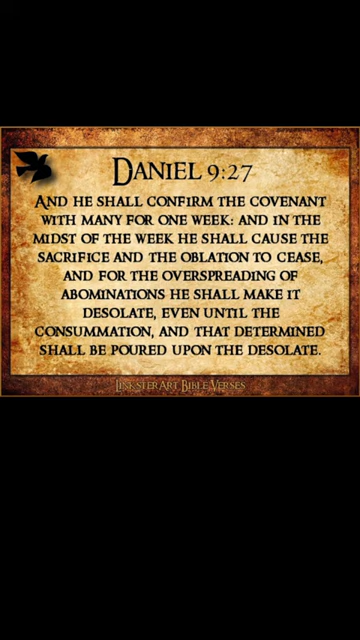 DANIEL 9:27
AND HE SHALL CONFIRM THE COVENANT
WITH MANY FOR ONE WEEK: AND IN THE
MIDST OF THE WEEK HE SHALL CAUSE THE
SACRIFICE AND THE OBLATION TO CEASE,
AND FOR THE OVERSPREADING OF
ABOMINATIONS HE SHALL MAKE IT
DESOLATE, EVEN UNTIL THE
CONSUMMATION, AND THAT DETERMINED
SHALL BE POURED UPON THE DESOLATE.
LINKSTERART BIBLE VERSES